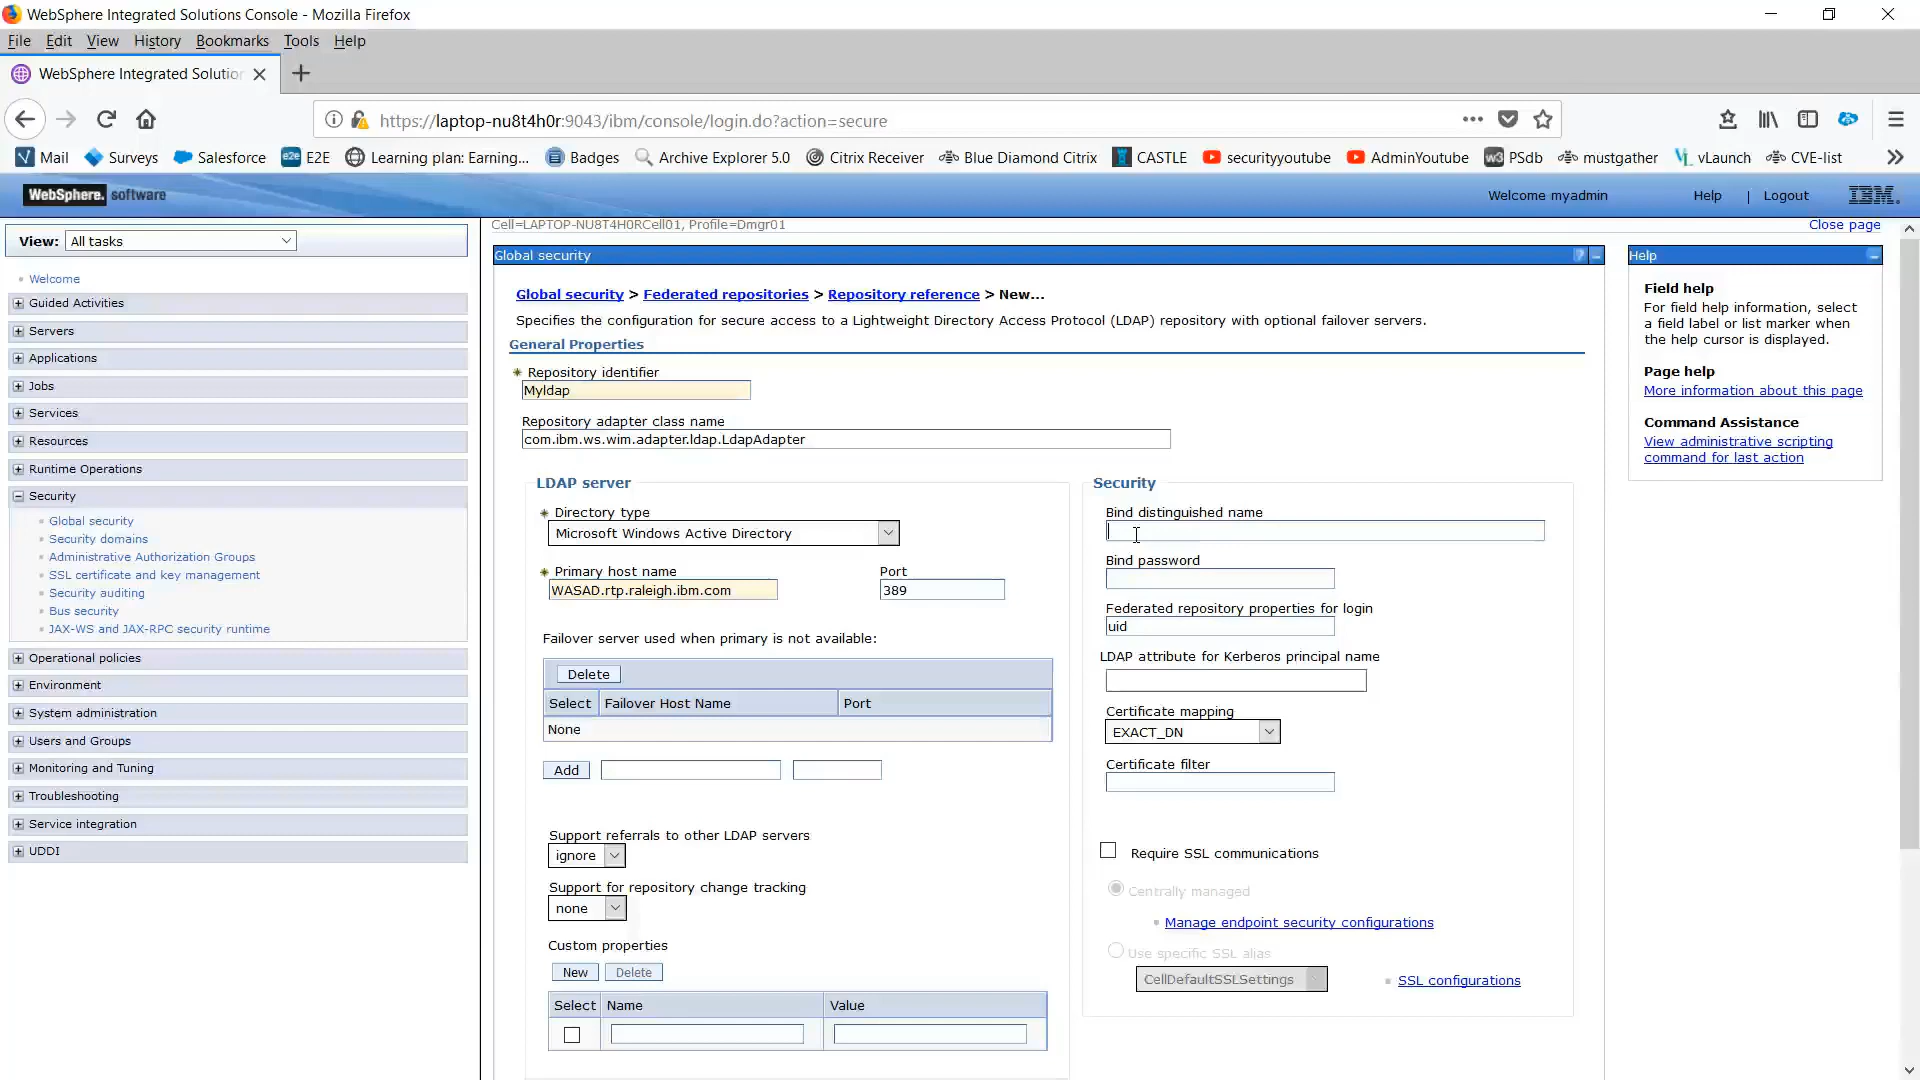 WebSphere Integrated Solutions Console - Mozilla Firefox
File Edit View History Bookmarks Tools Help
WebSphere Integrated Solution
https://laptop-nu8t4h0r:9043/ibm/console/login.do?action=secure
Mail Surveys Salesforce e2e E2E Learning plan: Earning... Badges Archive Explorer 5.0 Citrix Receiver Blue Diamond Citrix CASTLE securityyoutube AdminYoutube w3 PSdb mustgather vLaunch CVE-list
WebSphere. software Welcome myadmin Help | Logout IBM.
Cell=LAPTOP-NU8T4H0RCell01, Profile=Dmgr01 Close page
View: All tasks
Welcome
Guided Activities
Servers
Applications
Jobs
Services
Resources
Runtime Operations
Security
Global security
Security domains
Administrative Authorization Groups
SSL certificate and key management
Security auditing
Bus security
JAX-WS and JAX-RPC security runtime
Operational policies
Environment
System administration
Users and Groups
Monitoring and Tuning
Troubleshooting
Service integration
UDDI
Global security
Global security > Federated repositories > Repository reference > New...
Specifies the configuration for secure access to a Lightweight Directory Access Protocol (LDAP) repository with optional failover servers.
General Properties
Repository identifier
Myldap
Repository adapter class name
com.ibm.ws.wim.adapter.ldap.LdapAdapter
LDAP server
Directory type
Microsoft Windows Active Directory
Primary host name Port
WASAD.rtp.raleigh.ibm.com 389
Failover server used when primary is not available:
Delete
Select Failover Host Name Port
None
Add
Support referrals to other LDAP servers
ignore
Support for repository change tracking
none
Custom properties
New Delete
Select Name Value
Security
Bind distinguished name
Bind password
Federated repository properties for login
uid
LDAP attribute for Kerberos principal name
Certificate mapping
EXACT_DN
Certificate filter
Require SSL communications
Centrally managed
Manage endpoint security configurations
Use specific SSL alias
CellDefaultSSLSettings SSL configurations
Help
Field help
For field help information, select
a field label or list marker when
the help cursor is displayed.
Page help
More information about this page
Command Assistance
View administrative scripting
command for last action